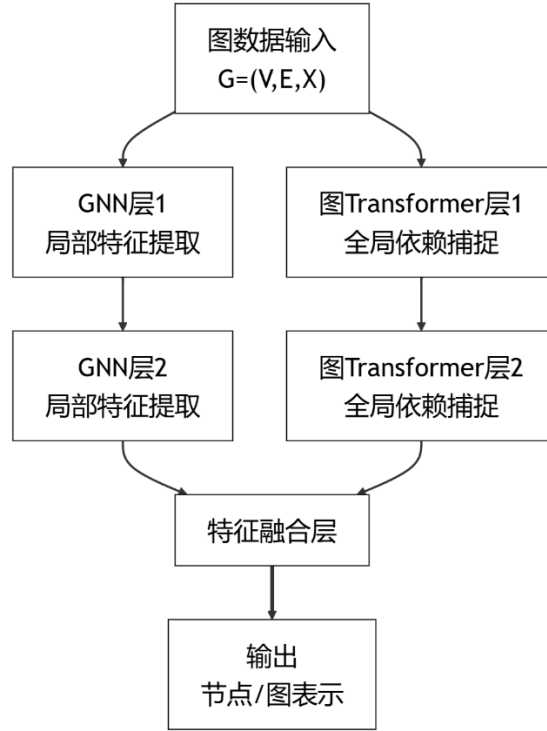 图数据输入
G=(V,E,X)
GNN层1
局部特征提取
图Transformer层1
全局依赖捕捉
GNN层2
局部特征提取
图Transformer层2
全局依赖捕捉
特征融合层
输出
节点/图表示